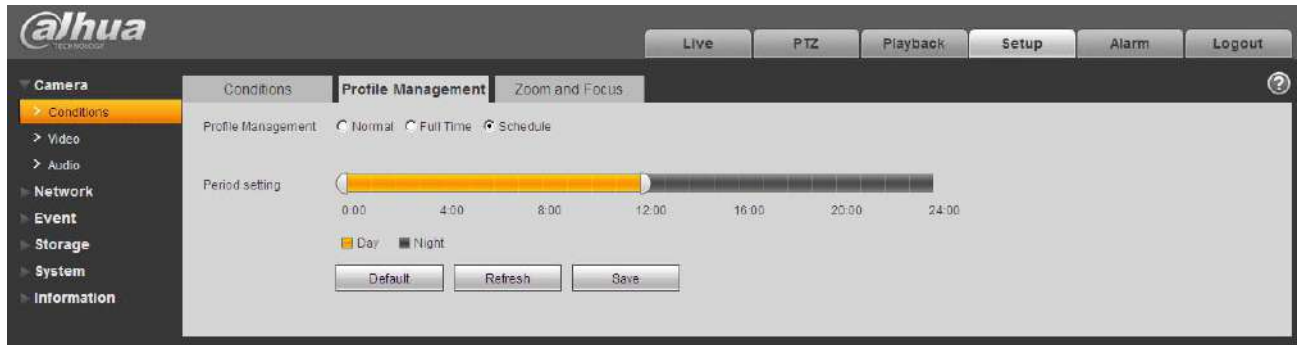 alhua
TECHNOLOGY
Live PTZ Playback Setup Alarm Logout
Camera
Conditions
Video
Audio
Network
Event
Storage
System
Information
Conditions Profile Management Zoom and Focus
Profile Management Normal Full Time Schedule
Period setting
0:00 4:00 8:00 12:00 16:00 20:00 24:00
Day Night
Default Refresh Save